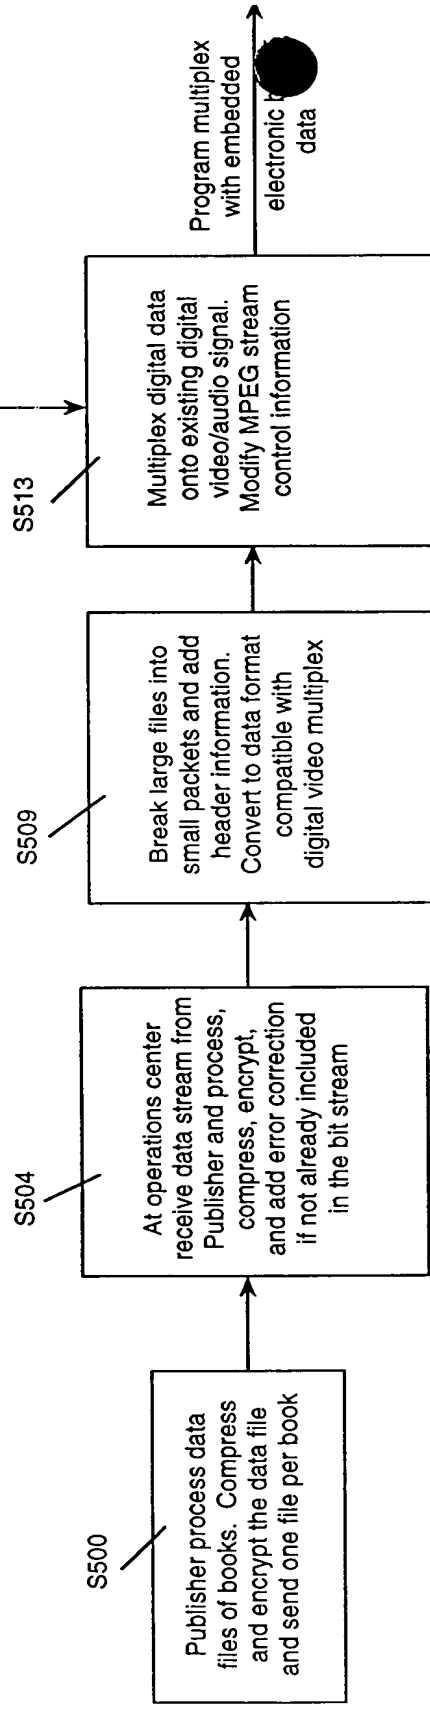 S500
Publisher process data
files of books. Compress
and encrypt the data file
and send one file per book
S504
At operations center
receive data stream from
Publisher and process,
compress, encrypt,
and add error correction
if not already included
in the bit stream
S509
Break large files into
small packets and add
header information.
Convert to data format
compatible with
digital video multiplex
S513
Multiplex digital data
onto existing digital
video/audio signal.
Modify MPEG stream
control information
Program multiplex
with embedded
electronic
data